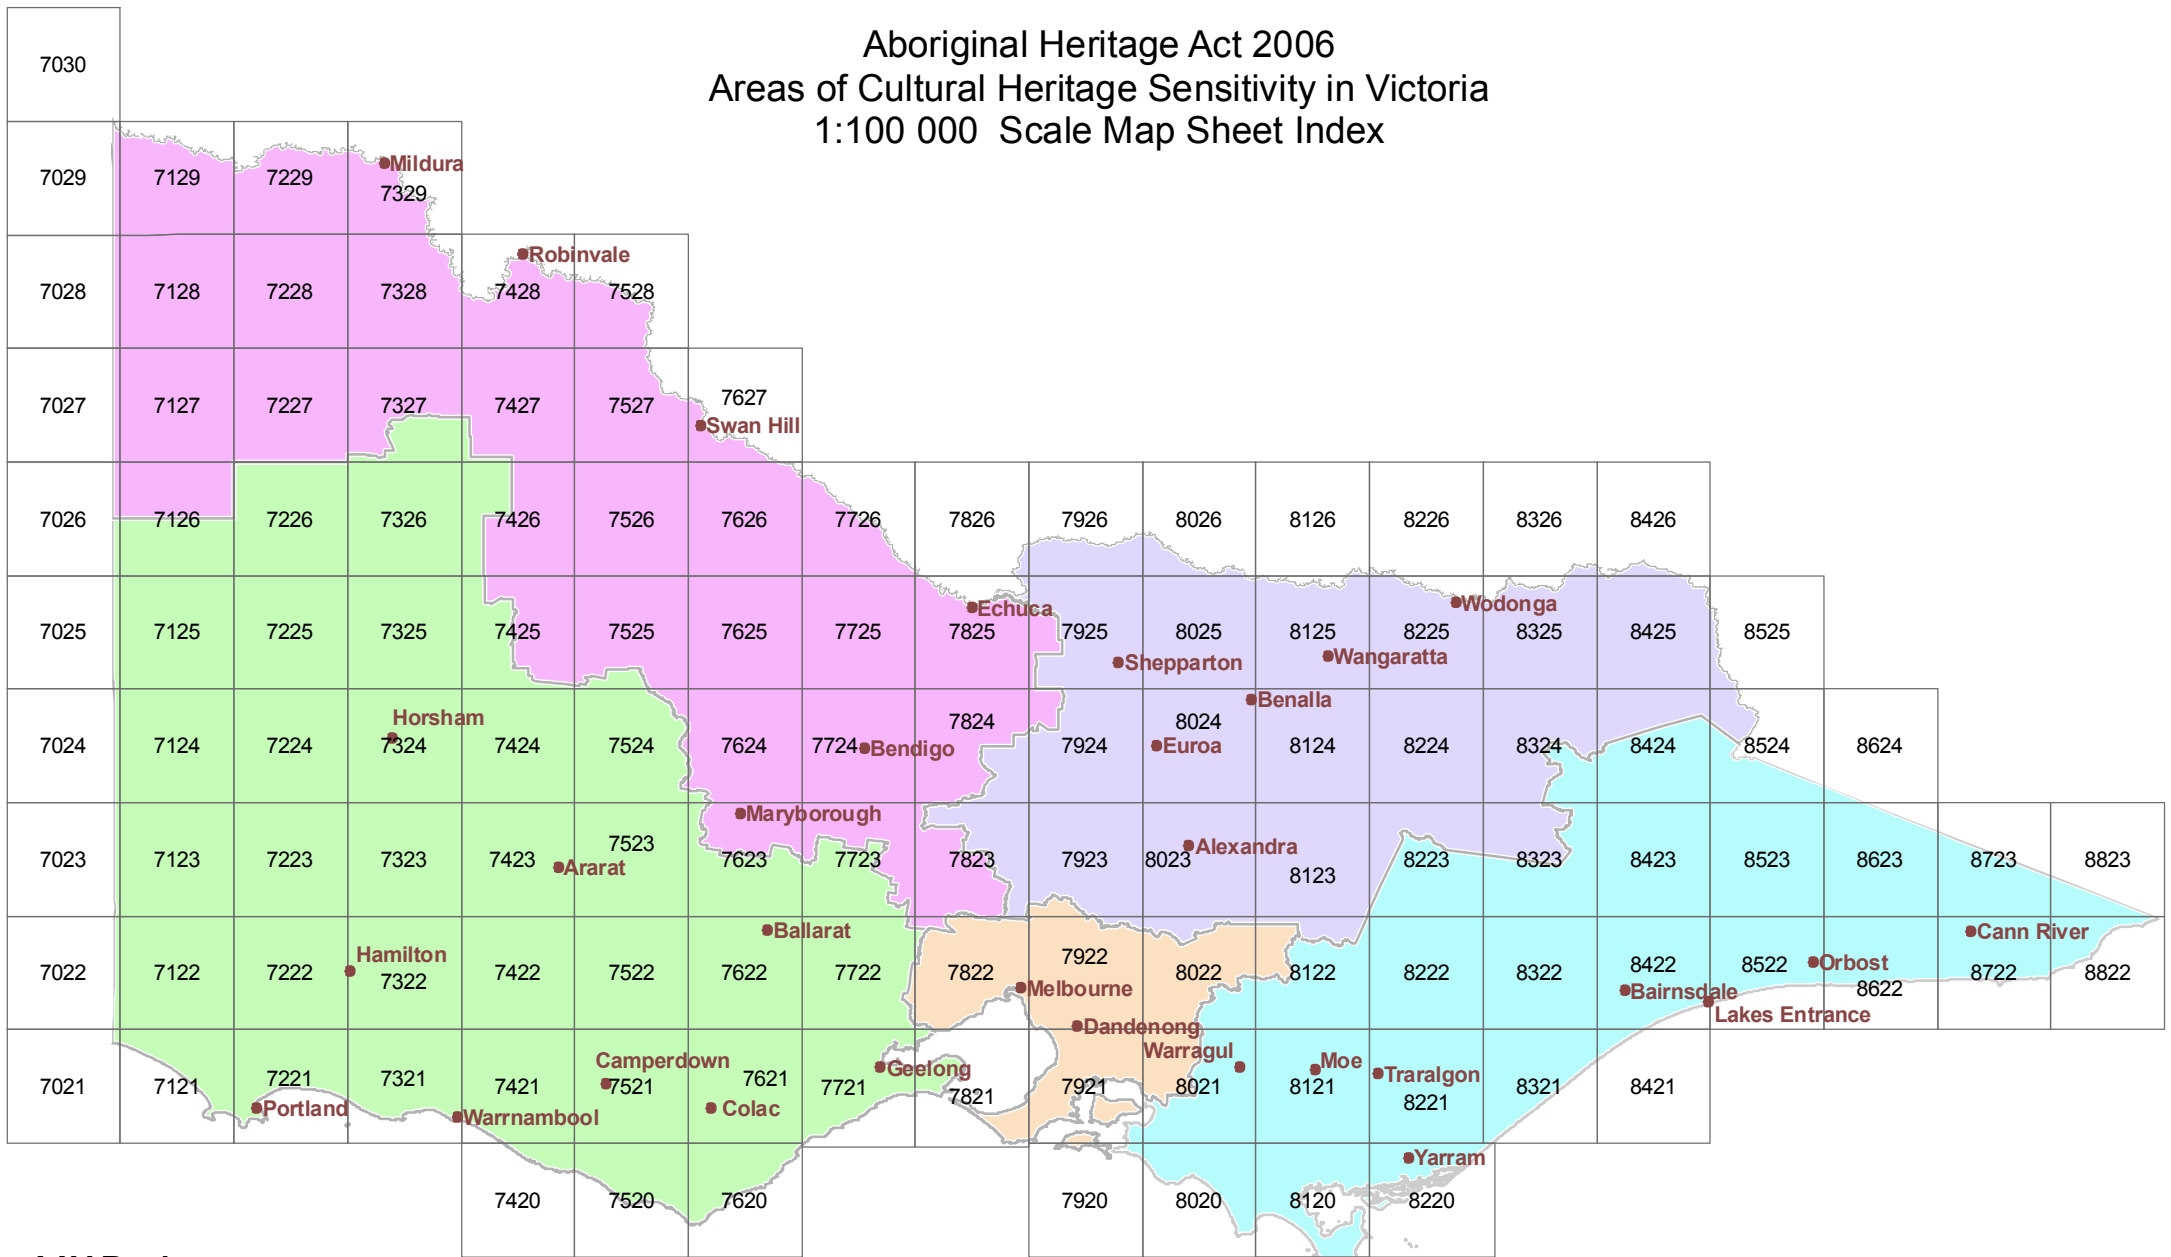 Aboriginal Heritage Act 2006
Areas of Cultural Heritage Sensitivity in Victoria
1:100 000 Scale Map Sheet Index
7030
7029 7129 7229 Mildura
7329
Robinvale
7028 7128 7228 7328 7428 7528
7027 7127 7227 7327 7427 7527 7627
Swan Hill
7026 7126 7226 7326 7426 7526 7626 7726 7826 7926 8026 8126 8226 8326 8426
Echuca Wodonga
7025 7125 7225 7325 7425 7525 7625 7725 7825 7925 8025 8125 8225 8325 8425 8525
Shepparton Wangaratta
Benalla
Horsham 7824 8024
7024 7124 7224 7324 7424 7524 7624 7724 Bendigo 7924 Euroa 8124 8224 8324 8424 8524 8624
Maryborough
7523 Alexandra
7023 7123 7223 7323 7423 Ararat 7623 7723 7823 7923 8023 8123 8223 8323 8423 8523 8623 8723 8823
Ballarat Cann River
Hamilton 7922
7022 7122 7222 7322 7422 7522 7622 7722 7822 8022 8122 8222 8322 8422 8522 Orbost 8722 8822
Melbourne Bairnsdale 8622
Lakes Entrance
Dandenong
Camperdown Warragul Moe
7221 7321 7621 Geelong Traralgon
7021 7121 7421 7521 7721 7821 7921 8021 8121 8221 8321 8421
Portland Warrnambool Colac
Yarram
7420 7520 7620 7920 8020 8120 8220